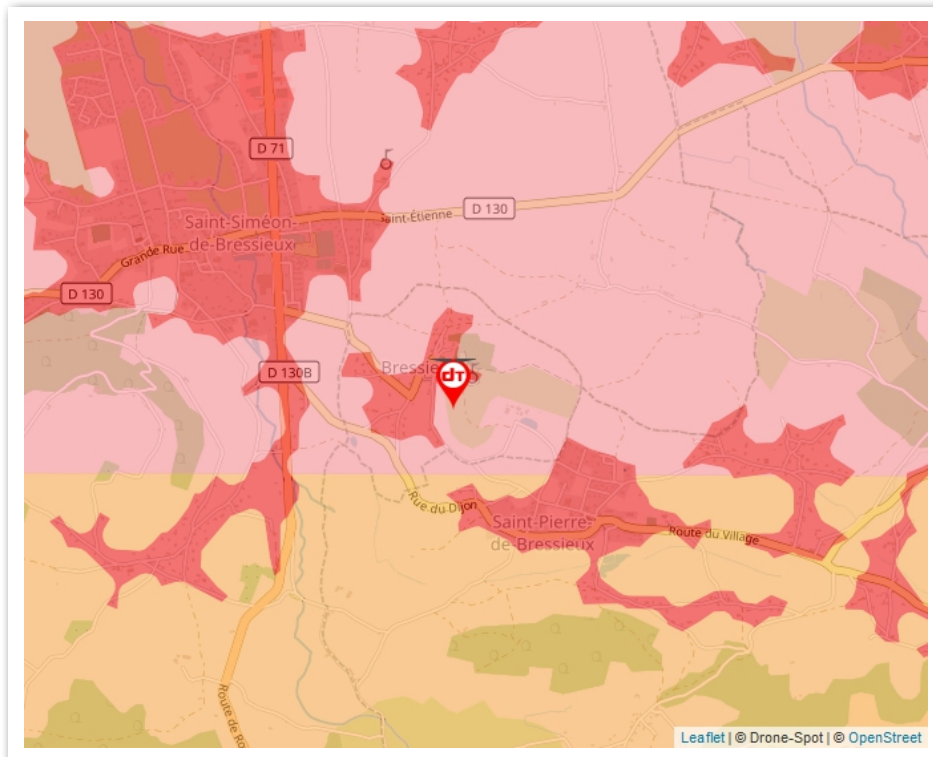 D 71
Saint-Siméon-
de-Bressieux
Saint-Étienne
D 130
Grande Rue
D 130
D 130B
Bressie
Rue du Dijon
Saint-Pierre-
de-Bressieux
Route du Village
Route de Ro
Leaflet | © Drone-Spot | © OpenStreet